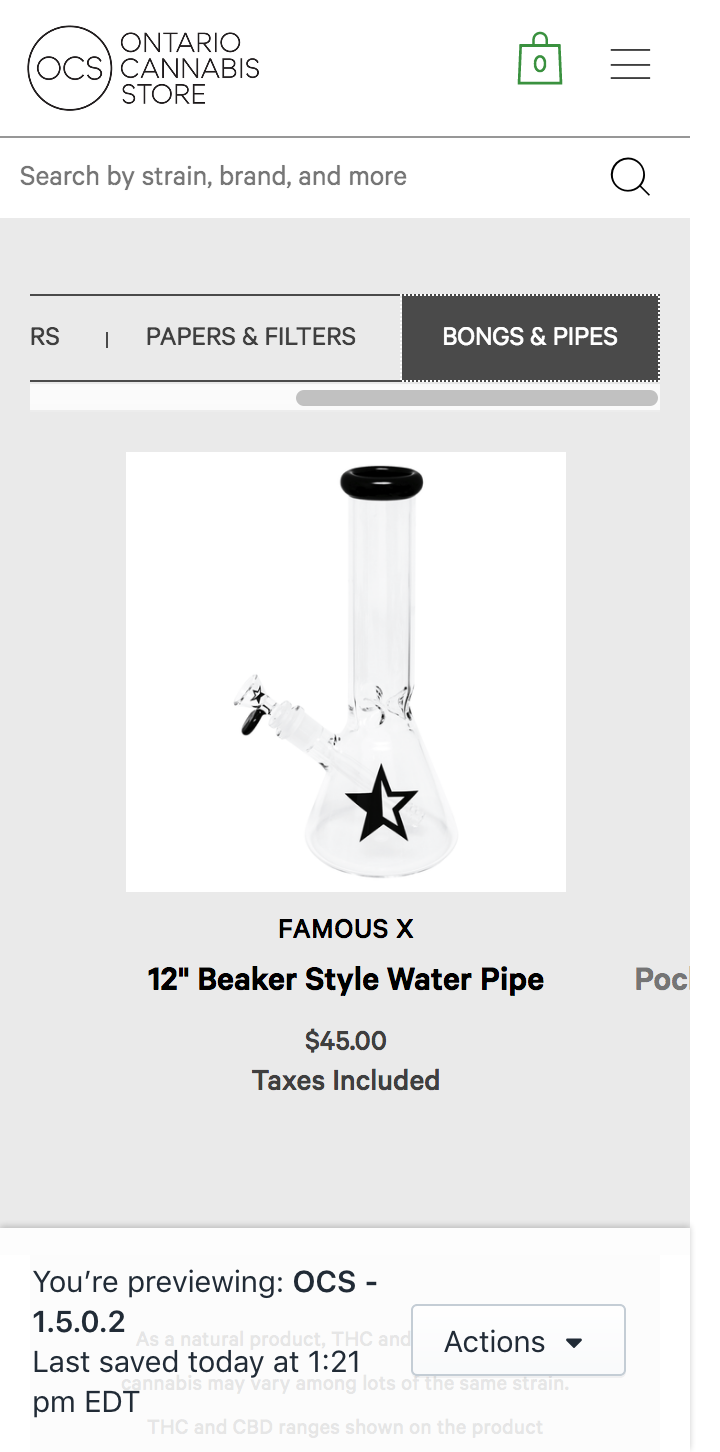 OCS
ONTARIO
CANNABIS
STORE
0
Search by strain, brand, and more
RS | PAPERS & FILTERS BONGS & PIPES
FAMOUS X
12" Beaker Style Water Pipe
Poc
$45.00
Taxes Included
You’re previewing: OCS -
1.5.0.2
Last saved today at 1:21
pm EDT
Actions
As a natural product, THC and
cannabis may vary among lots of the same strain.
THC and CBD ranges shown on the product